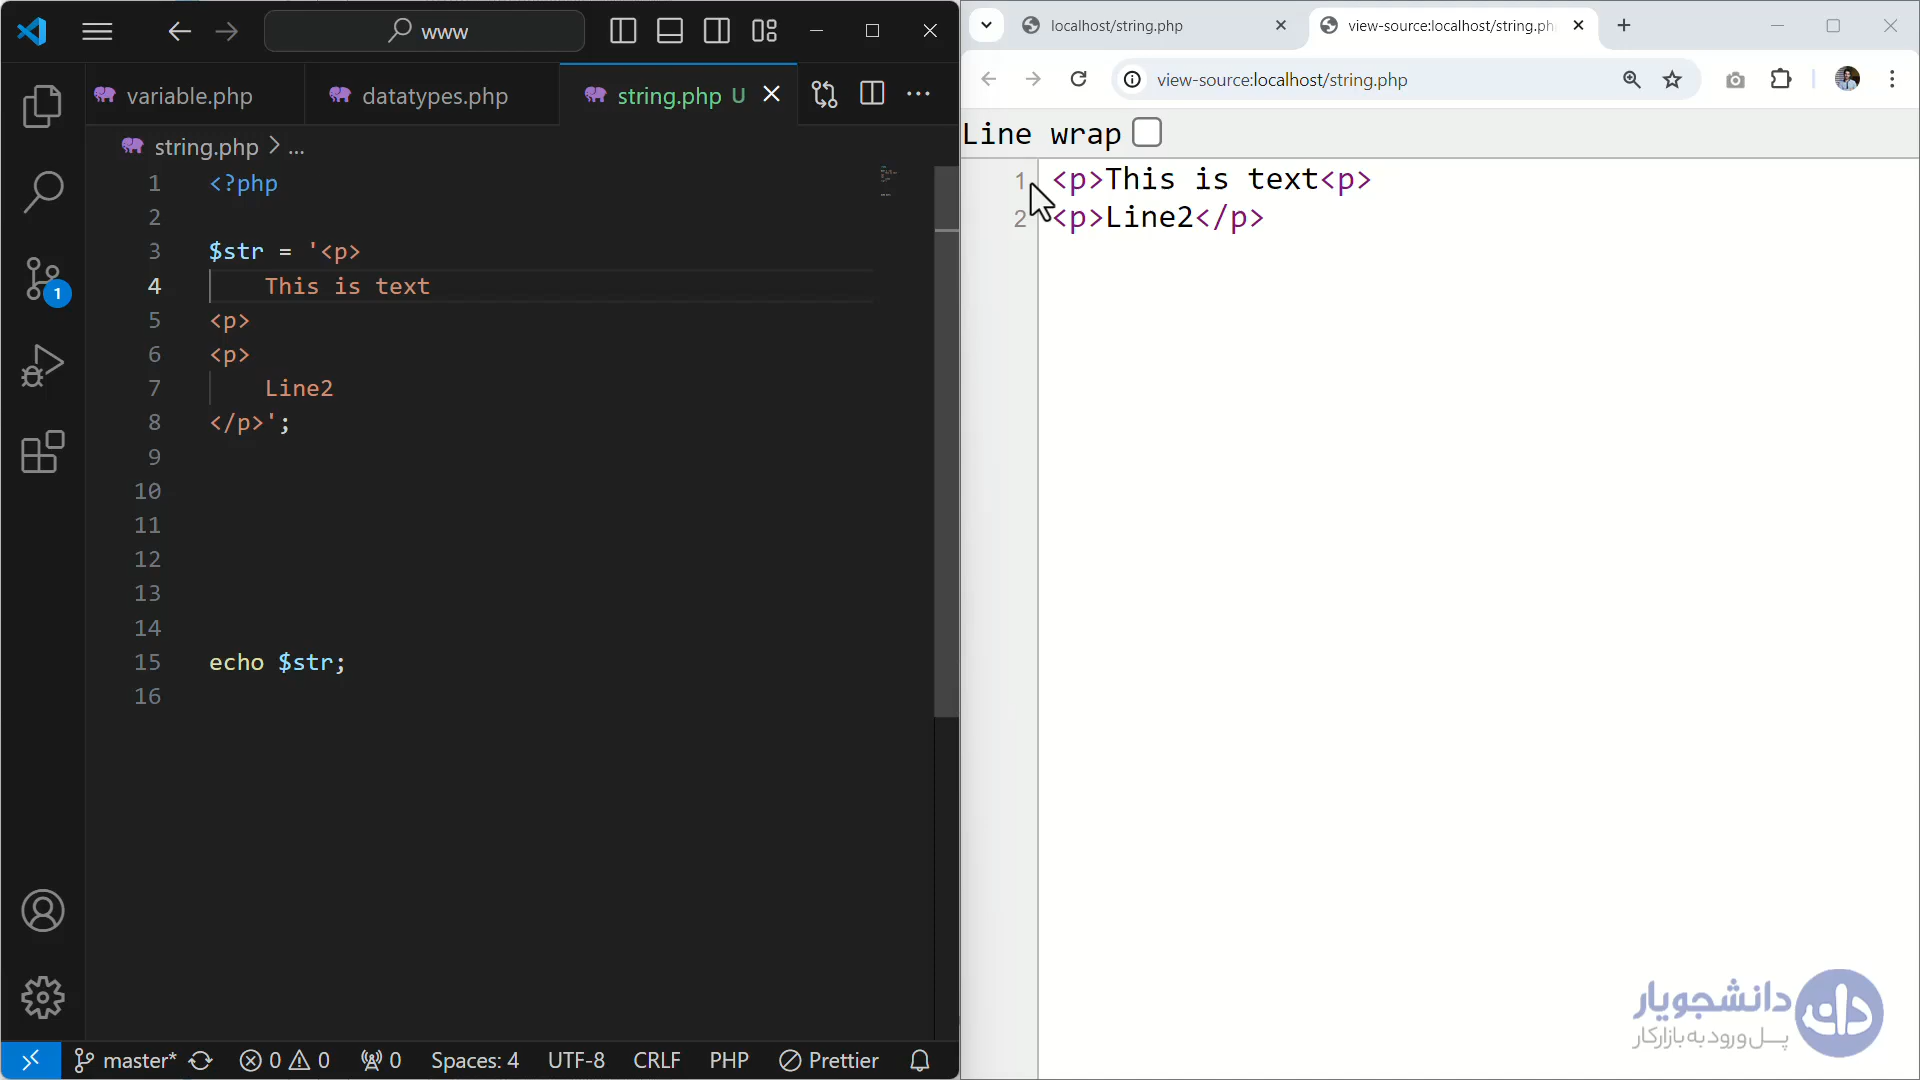 www
variable.php
datatypes.php
string.php U
string.php > ...
1 <?php
2
3 $str = '<p>
4 This is text
5 <p>
6 <p>
7 Line2
8 </p>';
9
10
11
12
13
14
15 echo $str;
16
1
master* 0 0 0 Spaces: 4 UTF-8 CRLF PHP Prettier
localhost/string.php
view-source:localhost/string.ph
view-source:localhost/string.php
Line wrap
1 <p>This is text<p>
2 <p>Line2</p>
دانشجویار
پل ورود به بازار کار